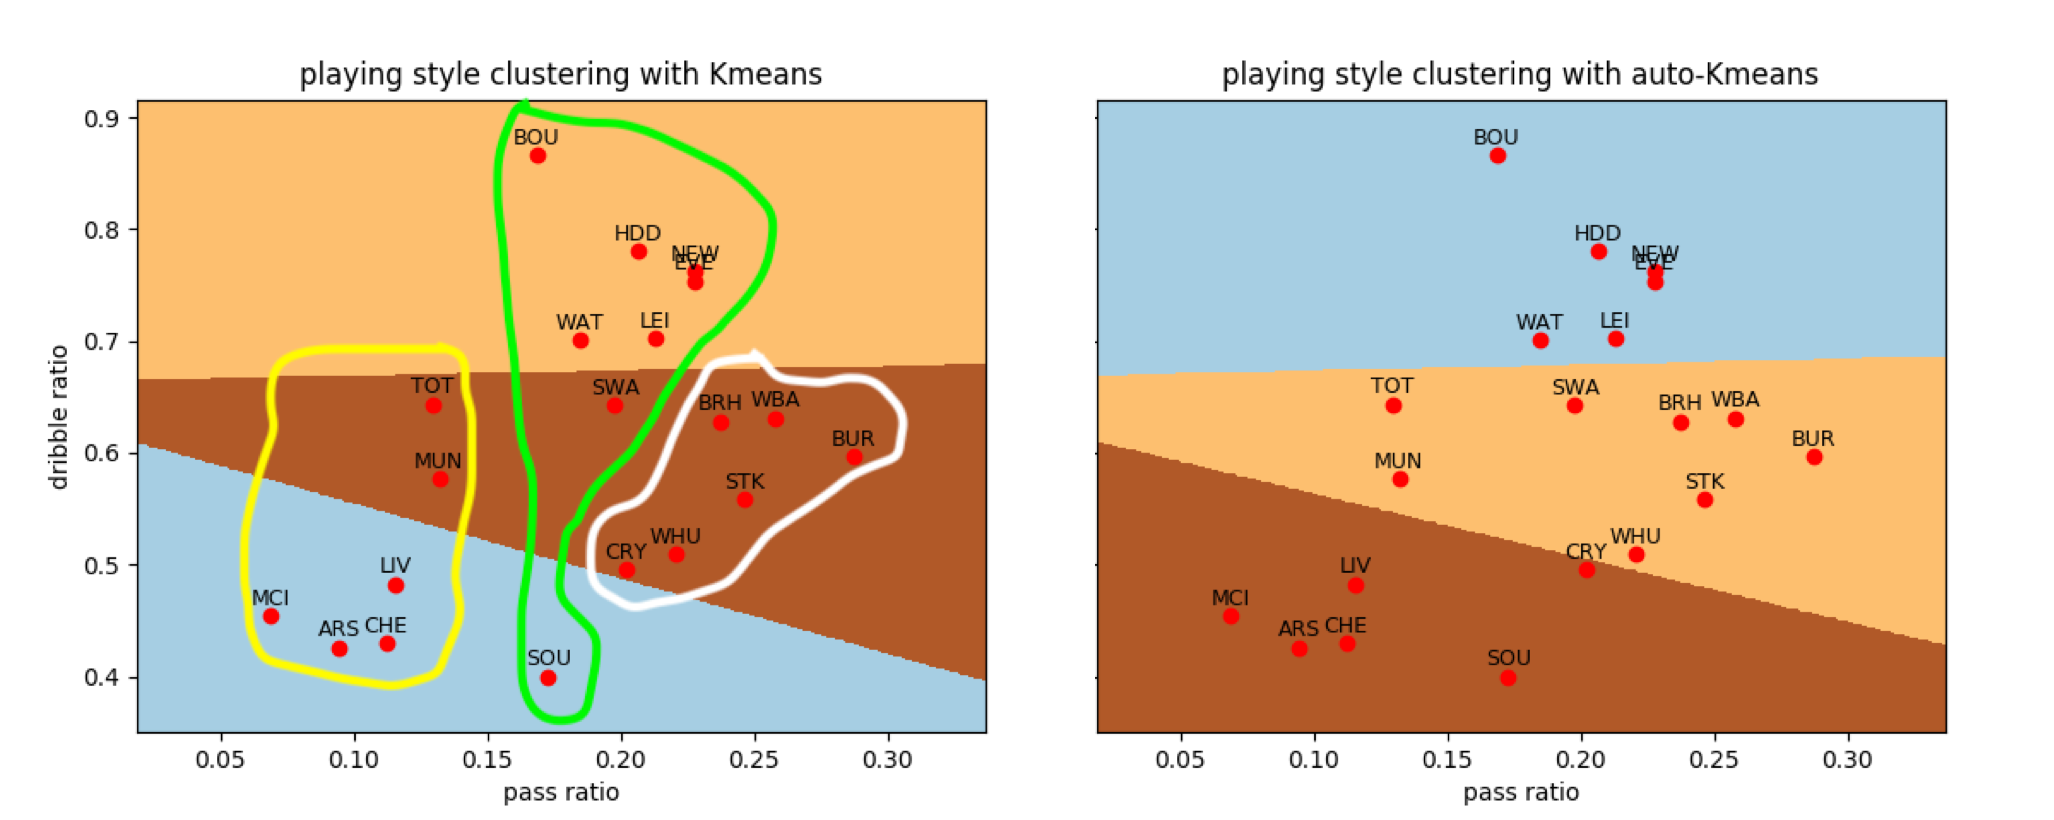 playing style clustering with Kmeans
0.9
0.8
0.7
0.6
0.5
0.4
dribble ratio
BOU
HDD
NEW
EVE
WAT
LEI
TOT
SWA
BRH
WBA
MUN
BUR
STK
WHU
CRY
LIV
MCI
ARS
CHE
SOU
0.05 0.10 0.15 0.20 0.25 0.30
pass ratio
playing style clustering with auto-Kmeans
BOU
HDD
NEW
EVE
WAT
LEI
TOT
SWA
BRH
WBA
MUN
BUR
STK
WHU
CRY
LIV
MCI
ARS
CHE
SOU
0.05 0.10 0.15 0.20 0.25 0.30
pass ratio